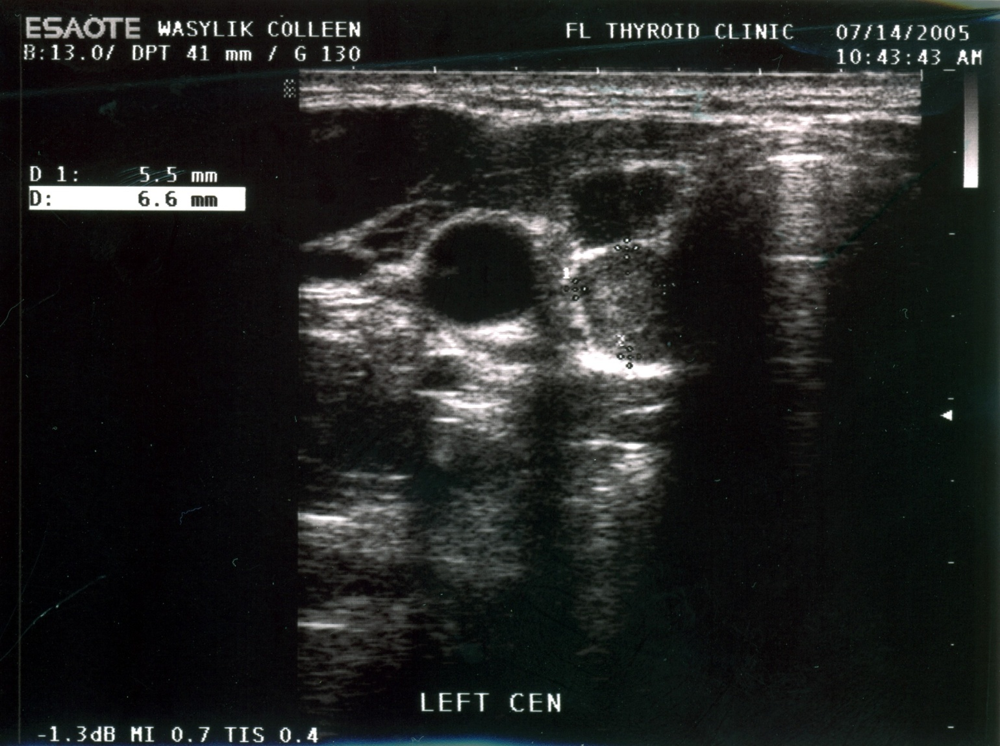 ESAOTE WASYLIK COLLEEN FL THYROID CLINIC 07/14/2005
B:13.0/ DPT 41 mm / G 130 10:43:43 AM
D 1: 5.5 mm
D: 6.6 mm
1
LEFT CEN
-1.3dB MI 0.7 TIS 0.4